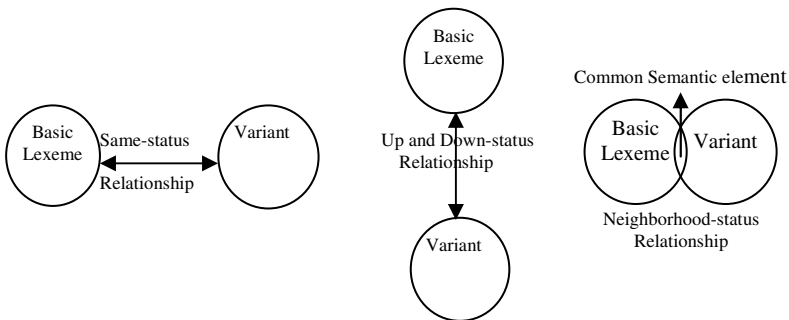 Basic
Lexeme
Same-status
Relationship
Variant
Basic
Lexeme
Up and Down-status
Relationship
Variant
Common Semantic element
Basic
Lexeme
Variant
Neighborhood-status
Relationship